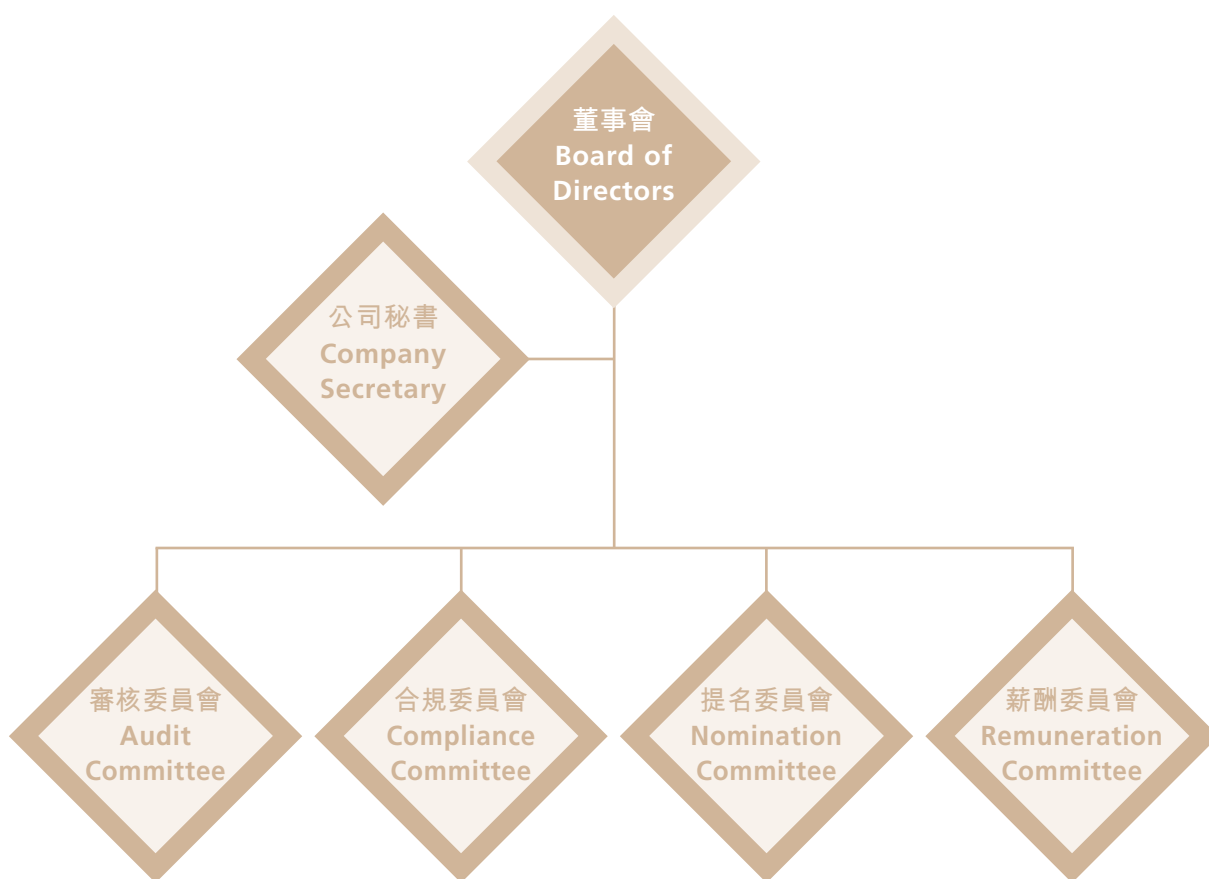 董事會
Board of
Directors
公司秘書
Company
Secretary
審核委員會
Audit
Committee
合規委員會
Compliance
Committee
提名委員會
Nomination
Committee
薪酬委員會
Remuneration
Committee